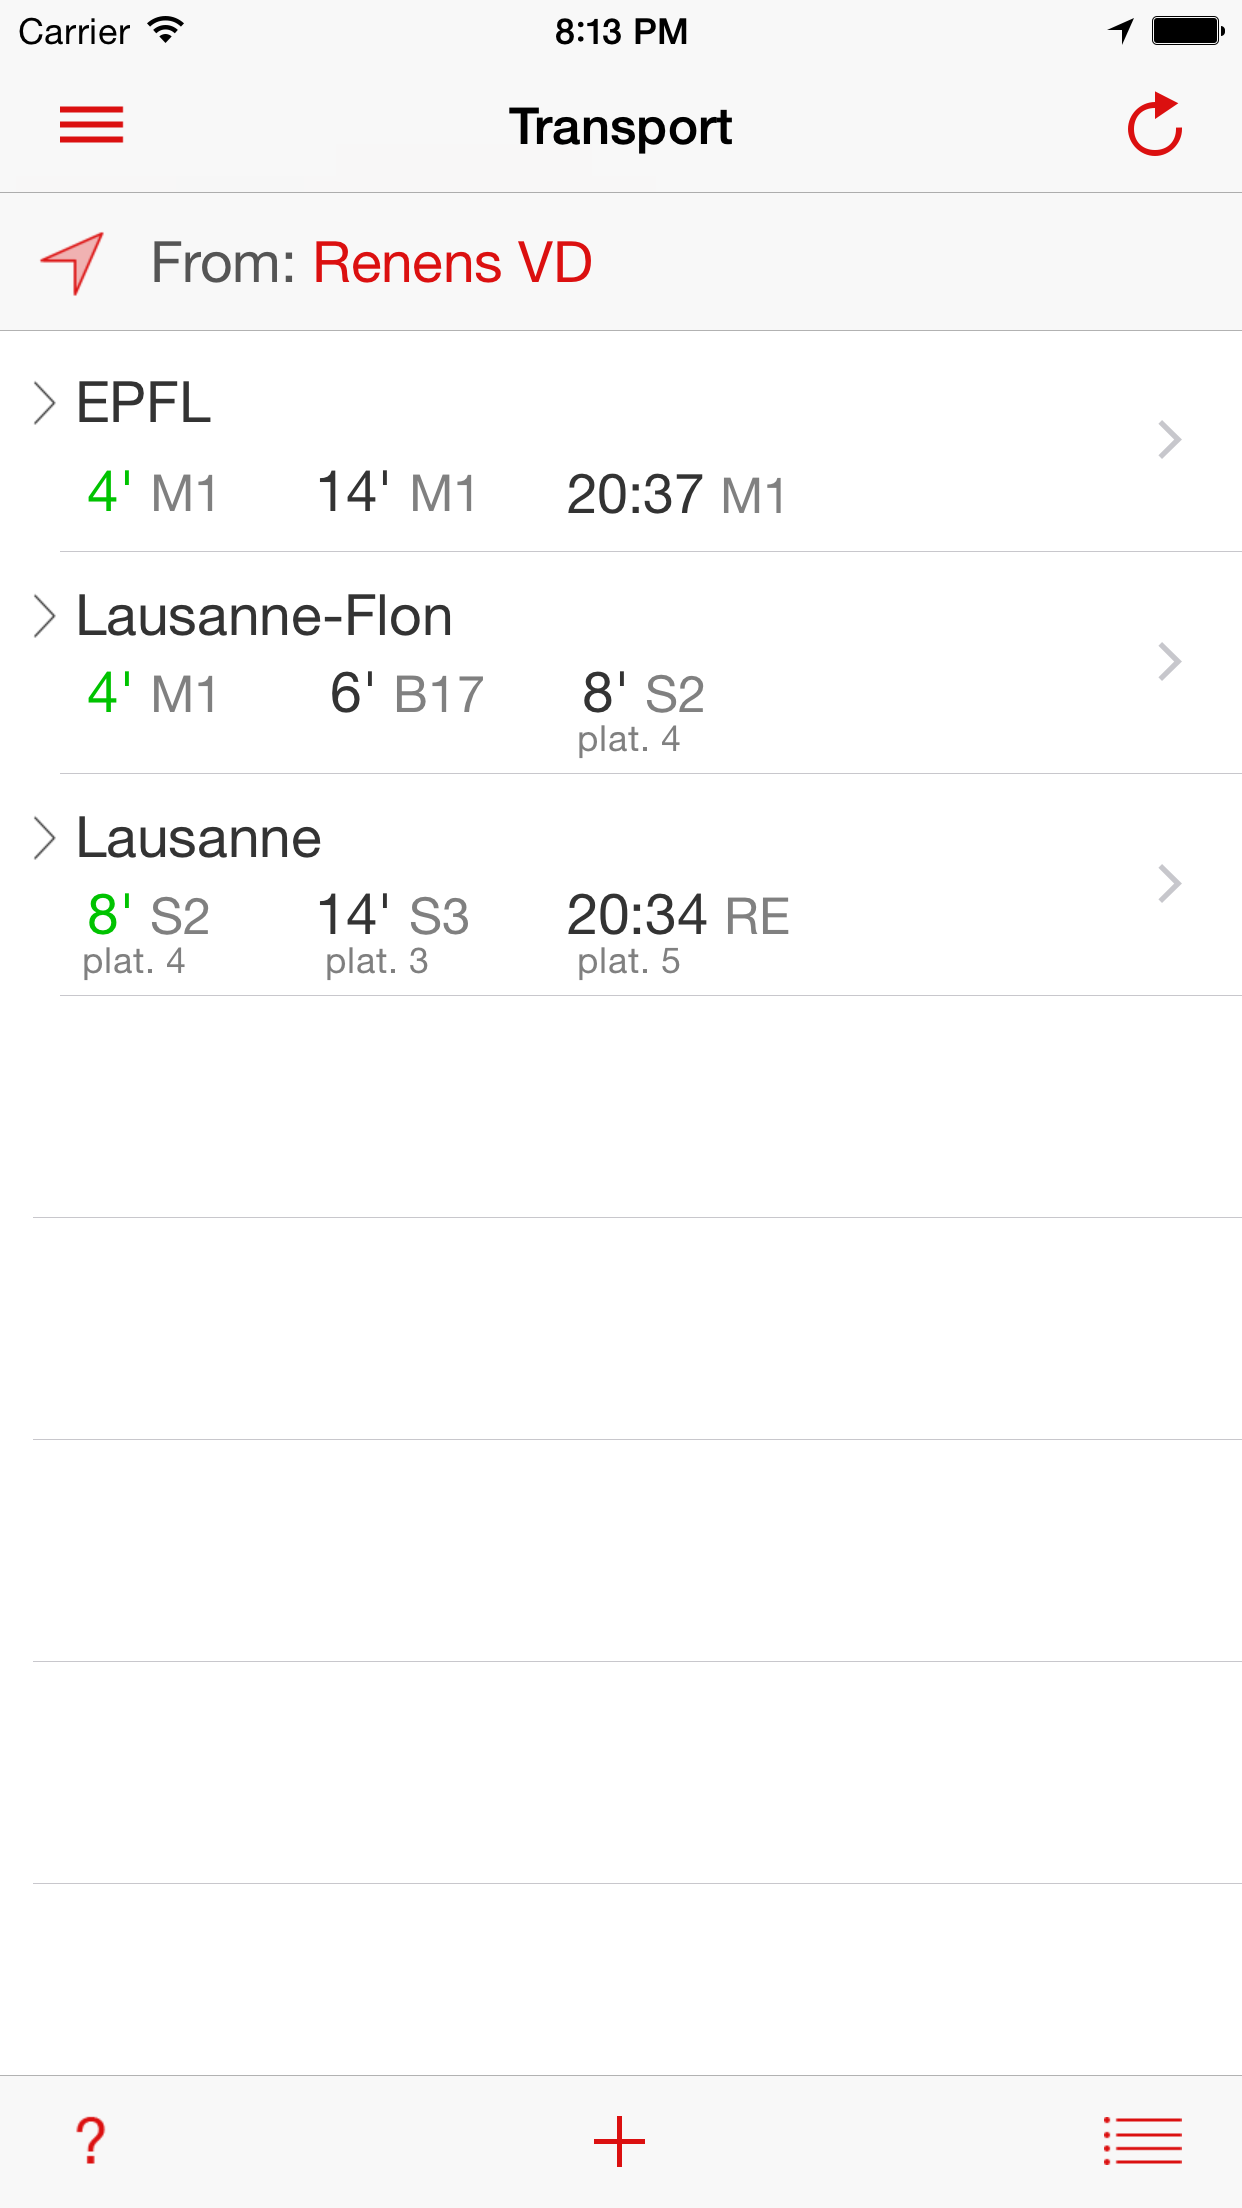 Carrier 8:13 PM
Transport
From: Renens VD
EPFL
4' M1 14' M1 20:37 M1
Lausanne-Flon
4' M1 6' B17 8' S2
plat. 4
Lausanne
8' S2 14' S3 20:34 RE
plat. 4 plat. 3 plat. 5
?